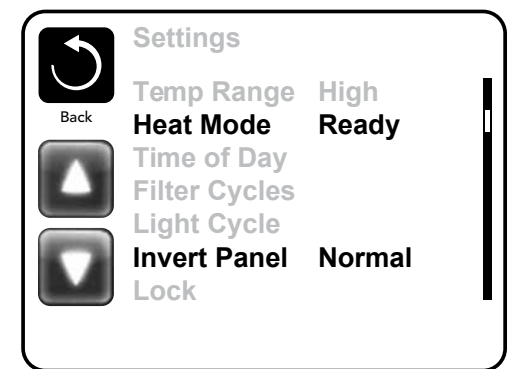 Settings
Back
Temp Range High
Heat Mode Ready
Time of Day
Filter Cycles
Light Cycle
Invert Panel Normal
Lock